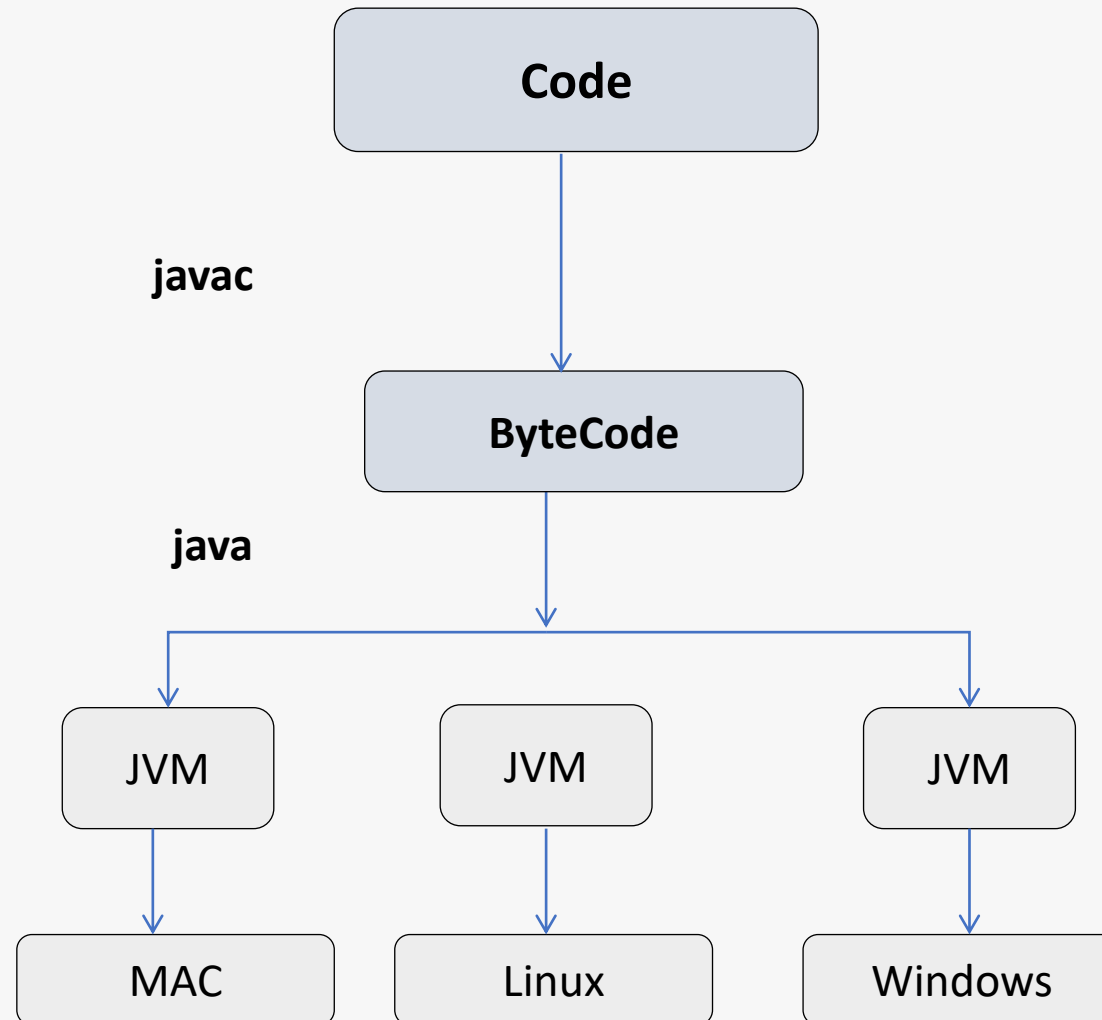 Code
javac
ByteCode
java
JVM
JVM
JVM
MAC
Linux
Windows